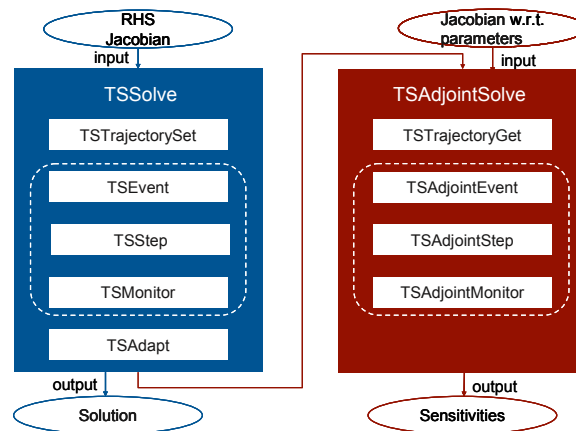 RHS
Jacobian
input
TSSolve
TSTrajectorySet
TSEvent
TSStep
TSMonitor
TSAdapt
output
Solution
Jacobian w.r.t.
parameters
input
TSAdjointSolve
TSTrajectoryGet
TSAdjointEvent
TSAdjointStep
TSAdjointMonitor
output
Sensitivities